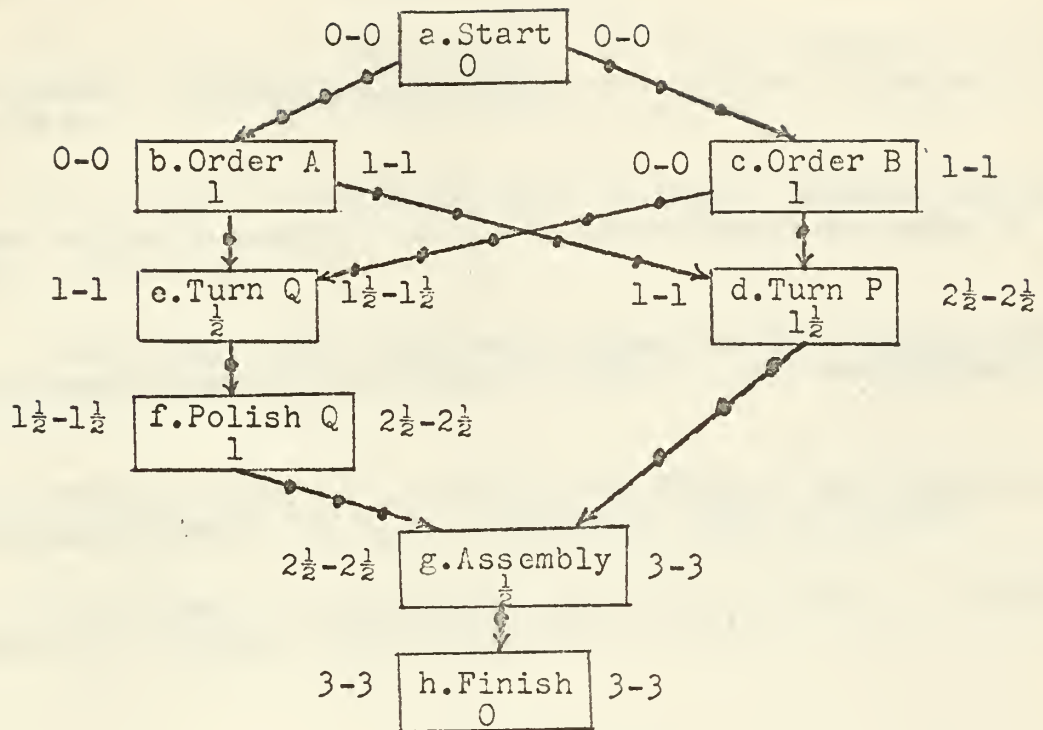 0-0 a.Start 0-0
0
0-0 b.Order A 1-1 0-0 c.Order B 1-1
1 1
1-1 e.Turn Q 1½-1½ 1-1 d.Turn P 2½-2½
½ 1½
1½-1½ f.Polish Q 2½-2½
1
2½-2½ g.Assembly 3-3
½
3-3 h.Finish 3-3
0